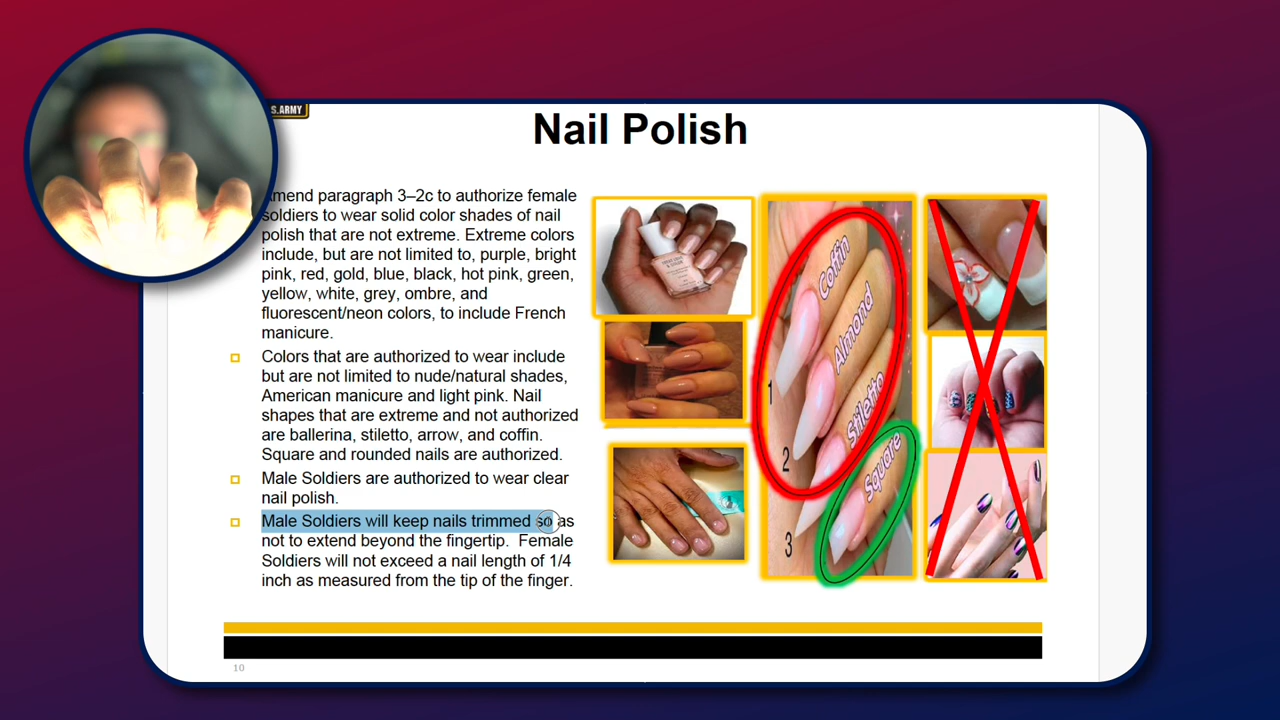 S.ARMY
Nail Polish
mend paragraph 3–2c to authorize female
soldiers to wear solid color shades of nail
polish that are not extreme. Extreme colors
include, but are not limited to, purple, bright
pink, red, gold, blue, black, hot pink, green,
yellow, white, grey, ombre, and
fluorescent/neon colors, to include French
manicure.
Colors that are authorized to wear include
but are not limited to nude/natural shades,
American manicure and light pink. Nail
shapes that are extreme and not authorized
are ballerina, stiletto, arrow, and coffin.
Square and rounded nails are authorized.
Male Soldiers are authorized to wear clear
nail polish.
Male Soldiers will keep nails trimmed so as
not to extend beyond the fingertip.  Female
Soldiers will not exceed a nail length of 1/4
inch as measured from the tip of the finger.
Coffin
Almond
Stiletto
Square
1
2
3
10